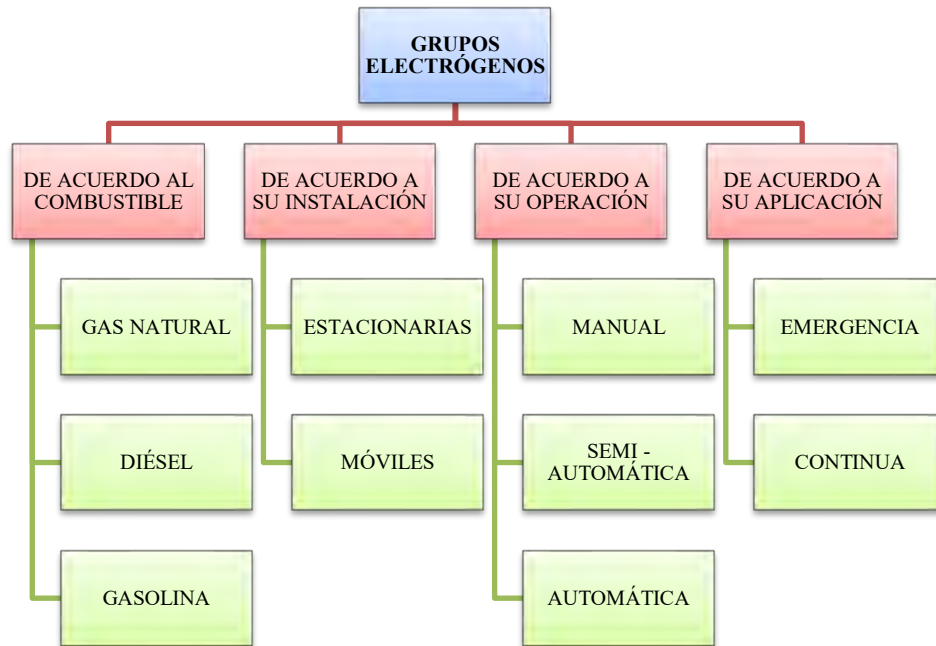 GRUPOS
ELECTRÓGENOS
DE ACUERDO AL
COMBUSTIBLE
GAS NATURAL
DIÉSEL
GASOLINA
DE ACUERDO A
SU INSTALACIÓN
ESTACIONARIAS
MÓVILES
DE ACUERDO A
SU OPERACIÓN
MANUAL
SEMI -
AUTOMÁTICA
AUTOMÁTICA
DE ACUERDO A
SU APLICACIÓN
EMERGENCIA
CONTINUA